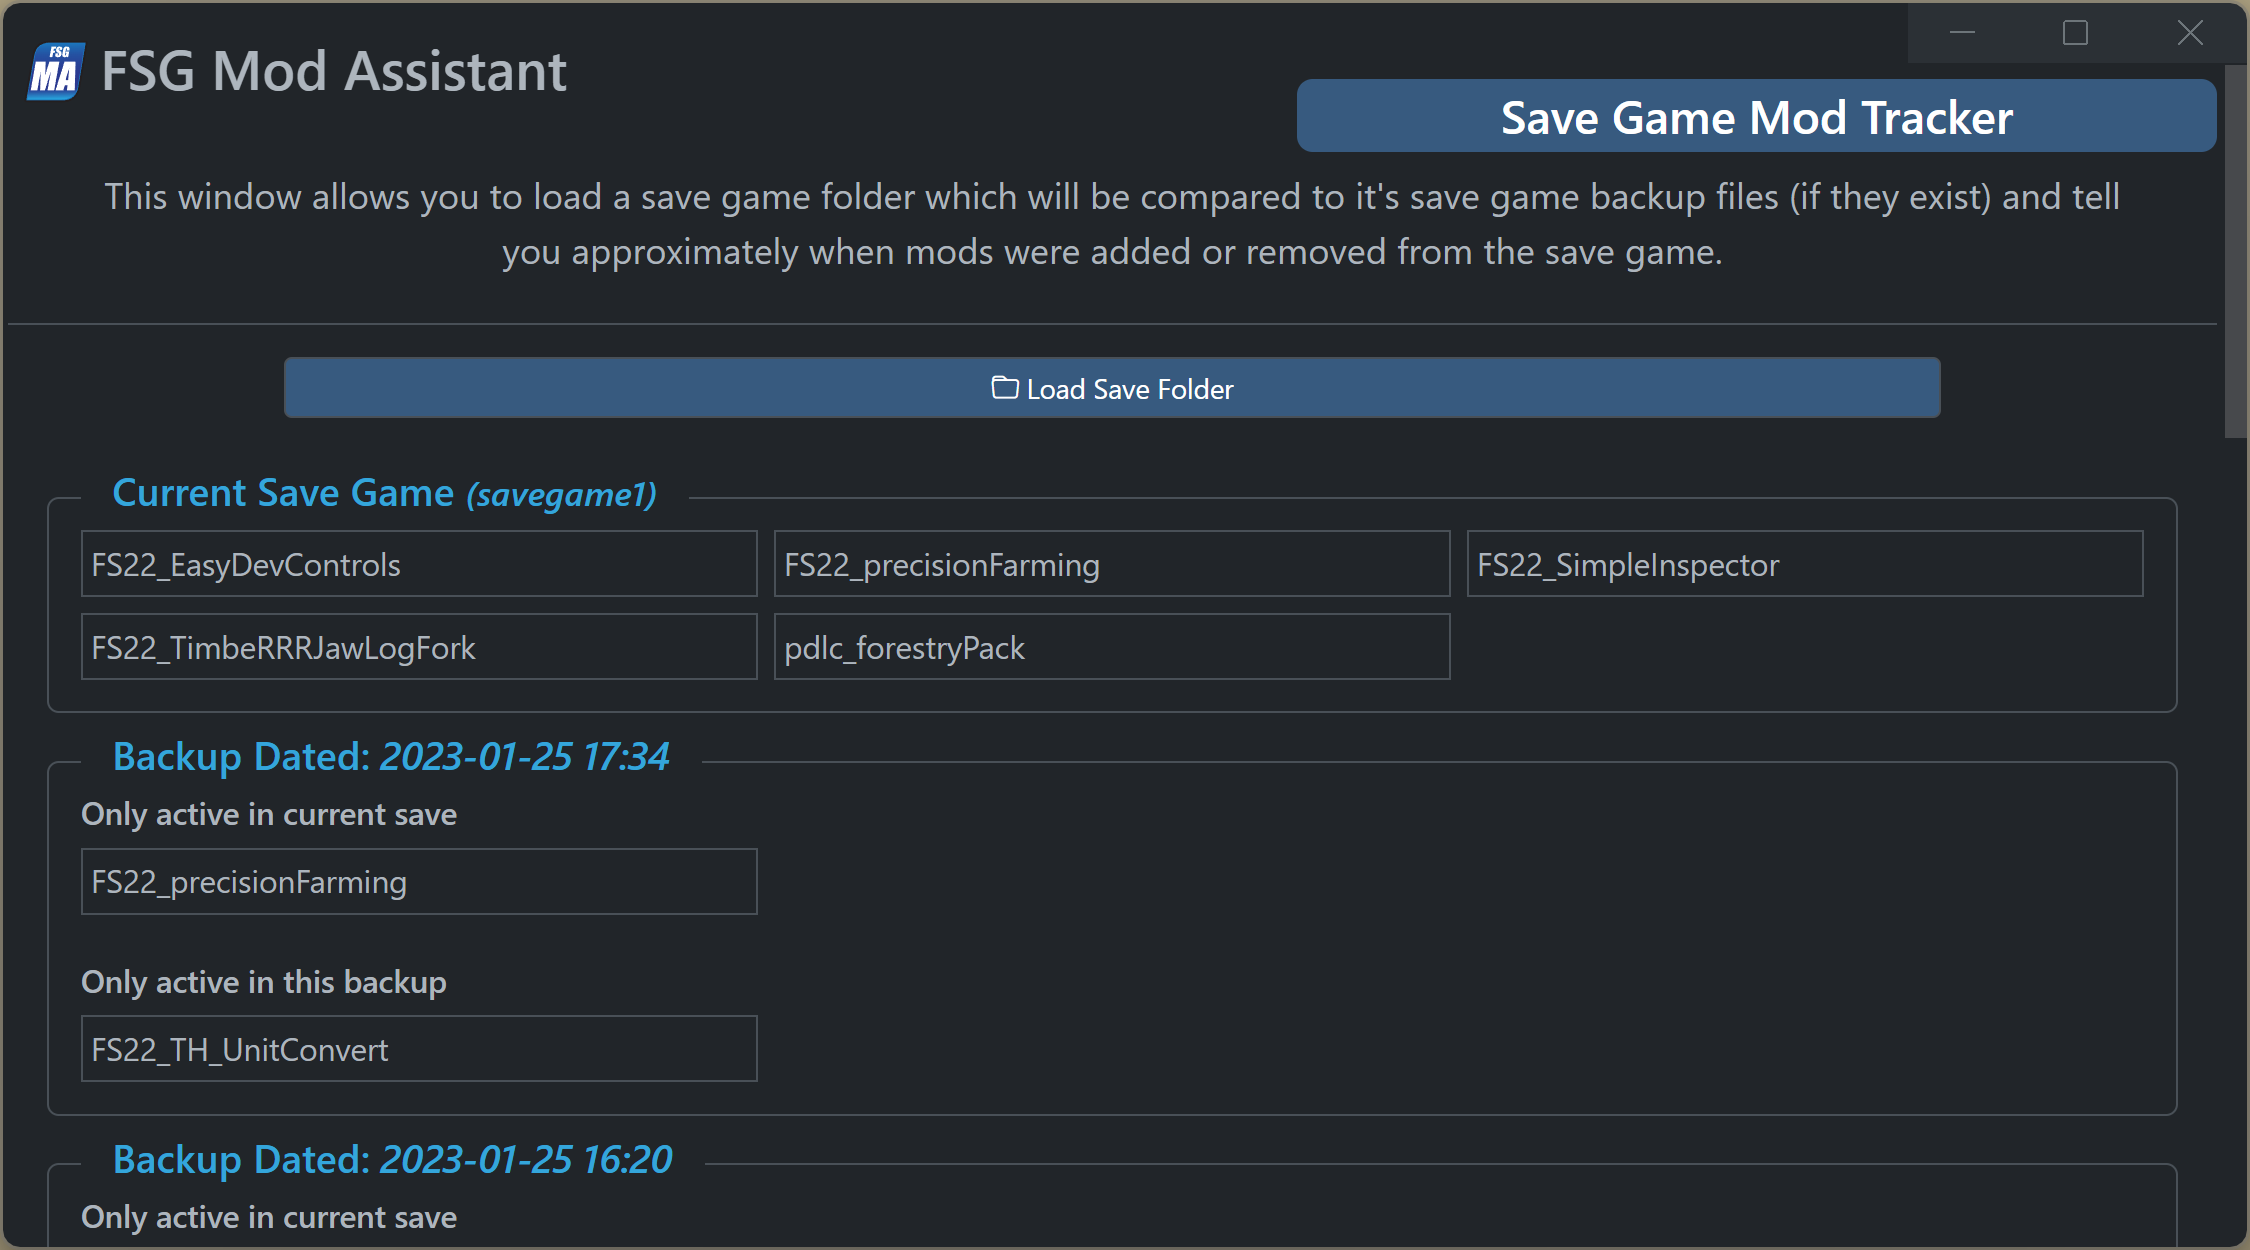 FSG
MA
FSG Mod Assistant
Save Game Mod Tracker
This window allows you to load a save game folder which will be compared to it's save game backup files (if they exist) and tell
you approximately when mods were added or removed from the save game.
Load Save Folder
Current Save Game (savegame1)
FS22_EasyDevControls
FS22_precisionFarming
FS22_SimpleInspector
FS22_TimbeRRRJawLogFork
pdlc_forestryPack
Backup Dated: 2023-01-25 17:34
Only active in current save
FS22_precisionFarming
Only active in this backup
FS22_TH_UnitConvert
Backup Dated: 2023-01-25 16:20
Only active in current save